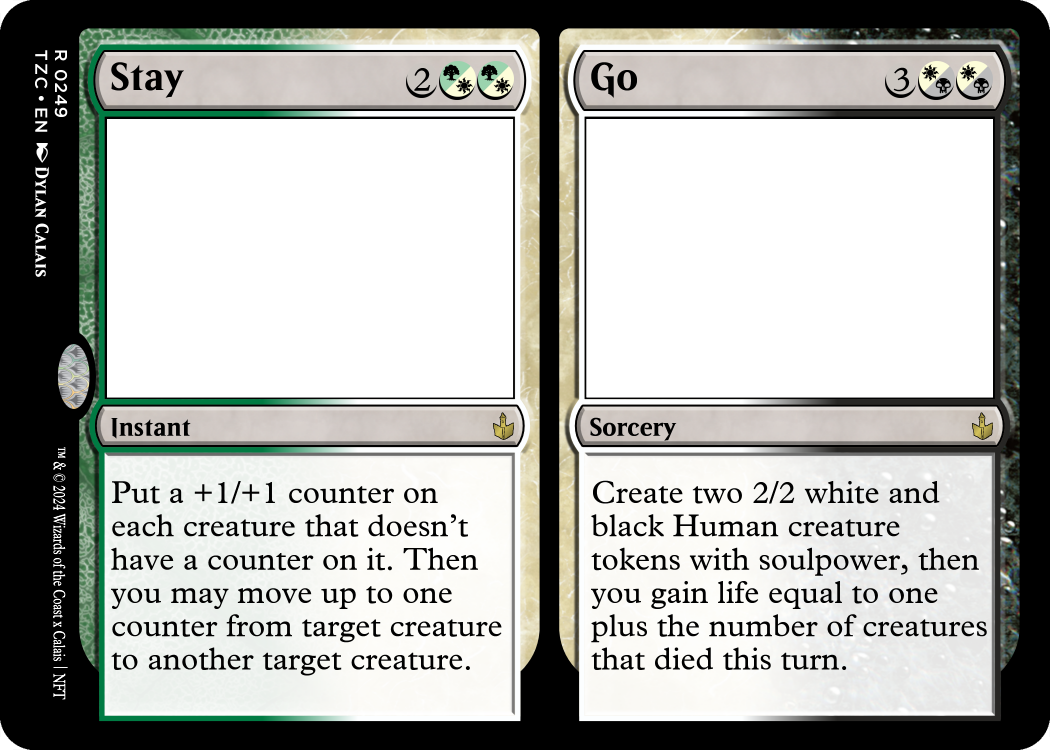 Stay 2
Instant
Put a +1/+1 counter on
each creature that doesn't
have a counter on it. Then
you may move up to one
counter from target creature
to another target creature.
Go 3
Sorcery
Create two 2/2 white and
black Human creature
tokens with soulpower, then
you gain life equal to one
plus the number of creatures
that died this turn.
R 0249
TZC • EN DYLAN CALAIS
™ & © 2024 Wizards of the Coast x Calais | NFT